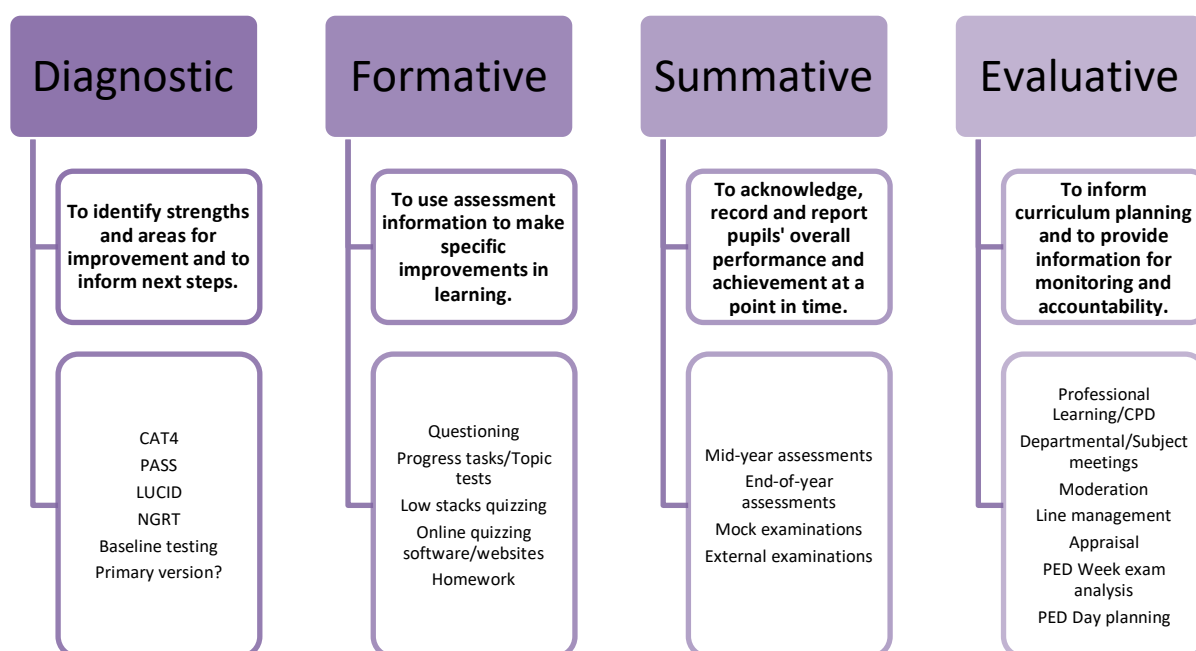 Diagnostic
To identify strengths
and areas for
improvement and to
inform next steps.
CAT4
PASS
LUCID
NGRT
Baseline testing
Primary version?
Formative
To use assessment
information to make
specific
improvements in
learning.
Questioning
Progress tasks/Topic
tests
Low stacks quizzing
Online quizzing
software/websites
Homework
Summative
To acknowledge,
record and report
pupils' overall
performance and
achievement at a
point in time.
Mid-year assessments
End-of-year
assessments
Mock examinations
External examinations
Evaluative
To inform
curriculum planning
and to provide
information for
monitoring and
accountability.
Professional
Learning/CPD
Departmental/Subject
meetings
Moderation
Line management
Appraisal
PED Week exam
analysis
PED Day planning